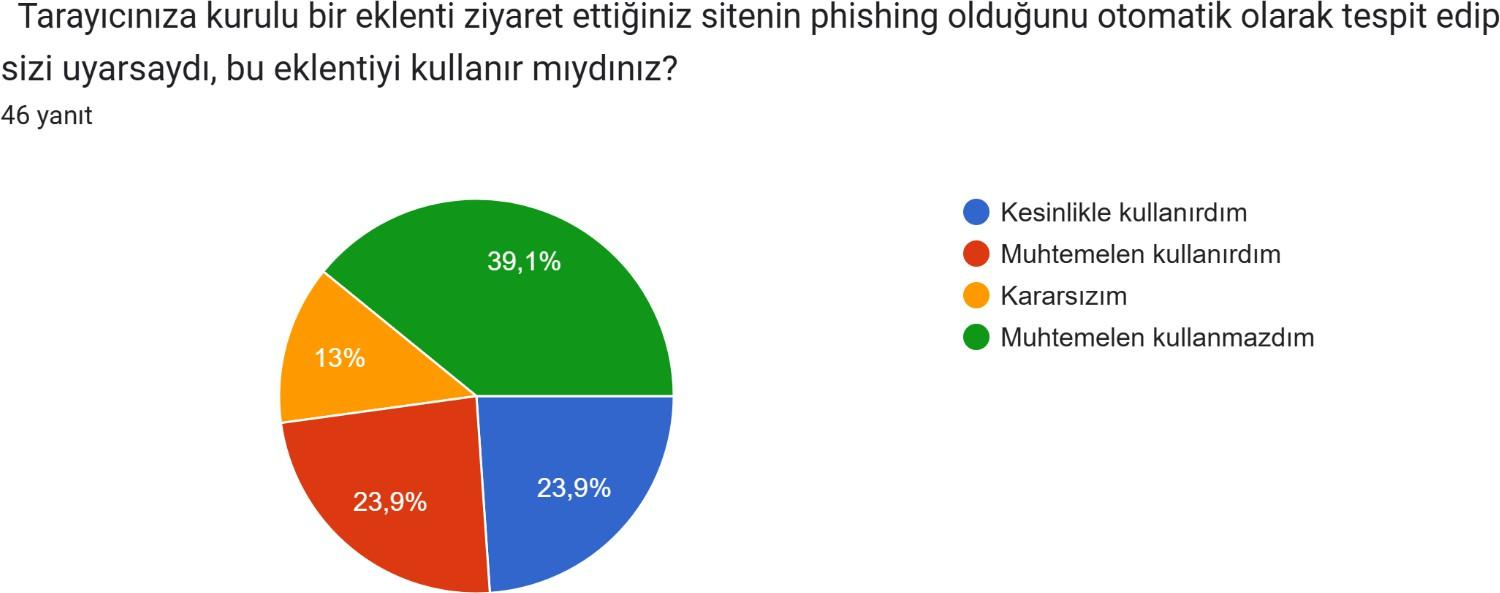 Tarayıcınıza kurulu bir eklenti ziyaret ettiğiniz sitenin phishing olduğunu otomatik olarak tespit edip
sizi uyarsaydı, bu eklentiyi kullanır mıydınız?
46 yanıt
Kesinlikle kullanırdım
Muhtemelen kullanırdım
Kararsızım
Muhtemelen kullanmazdım
39,1%
13%
23,9%
23,9%